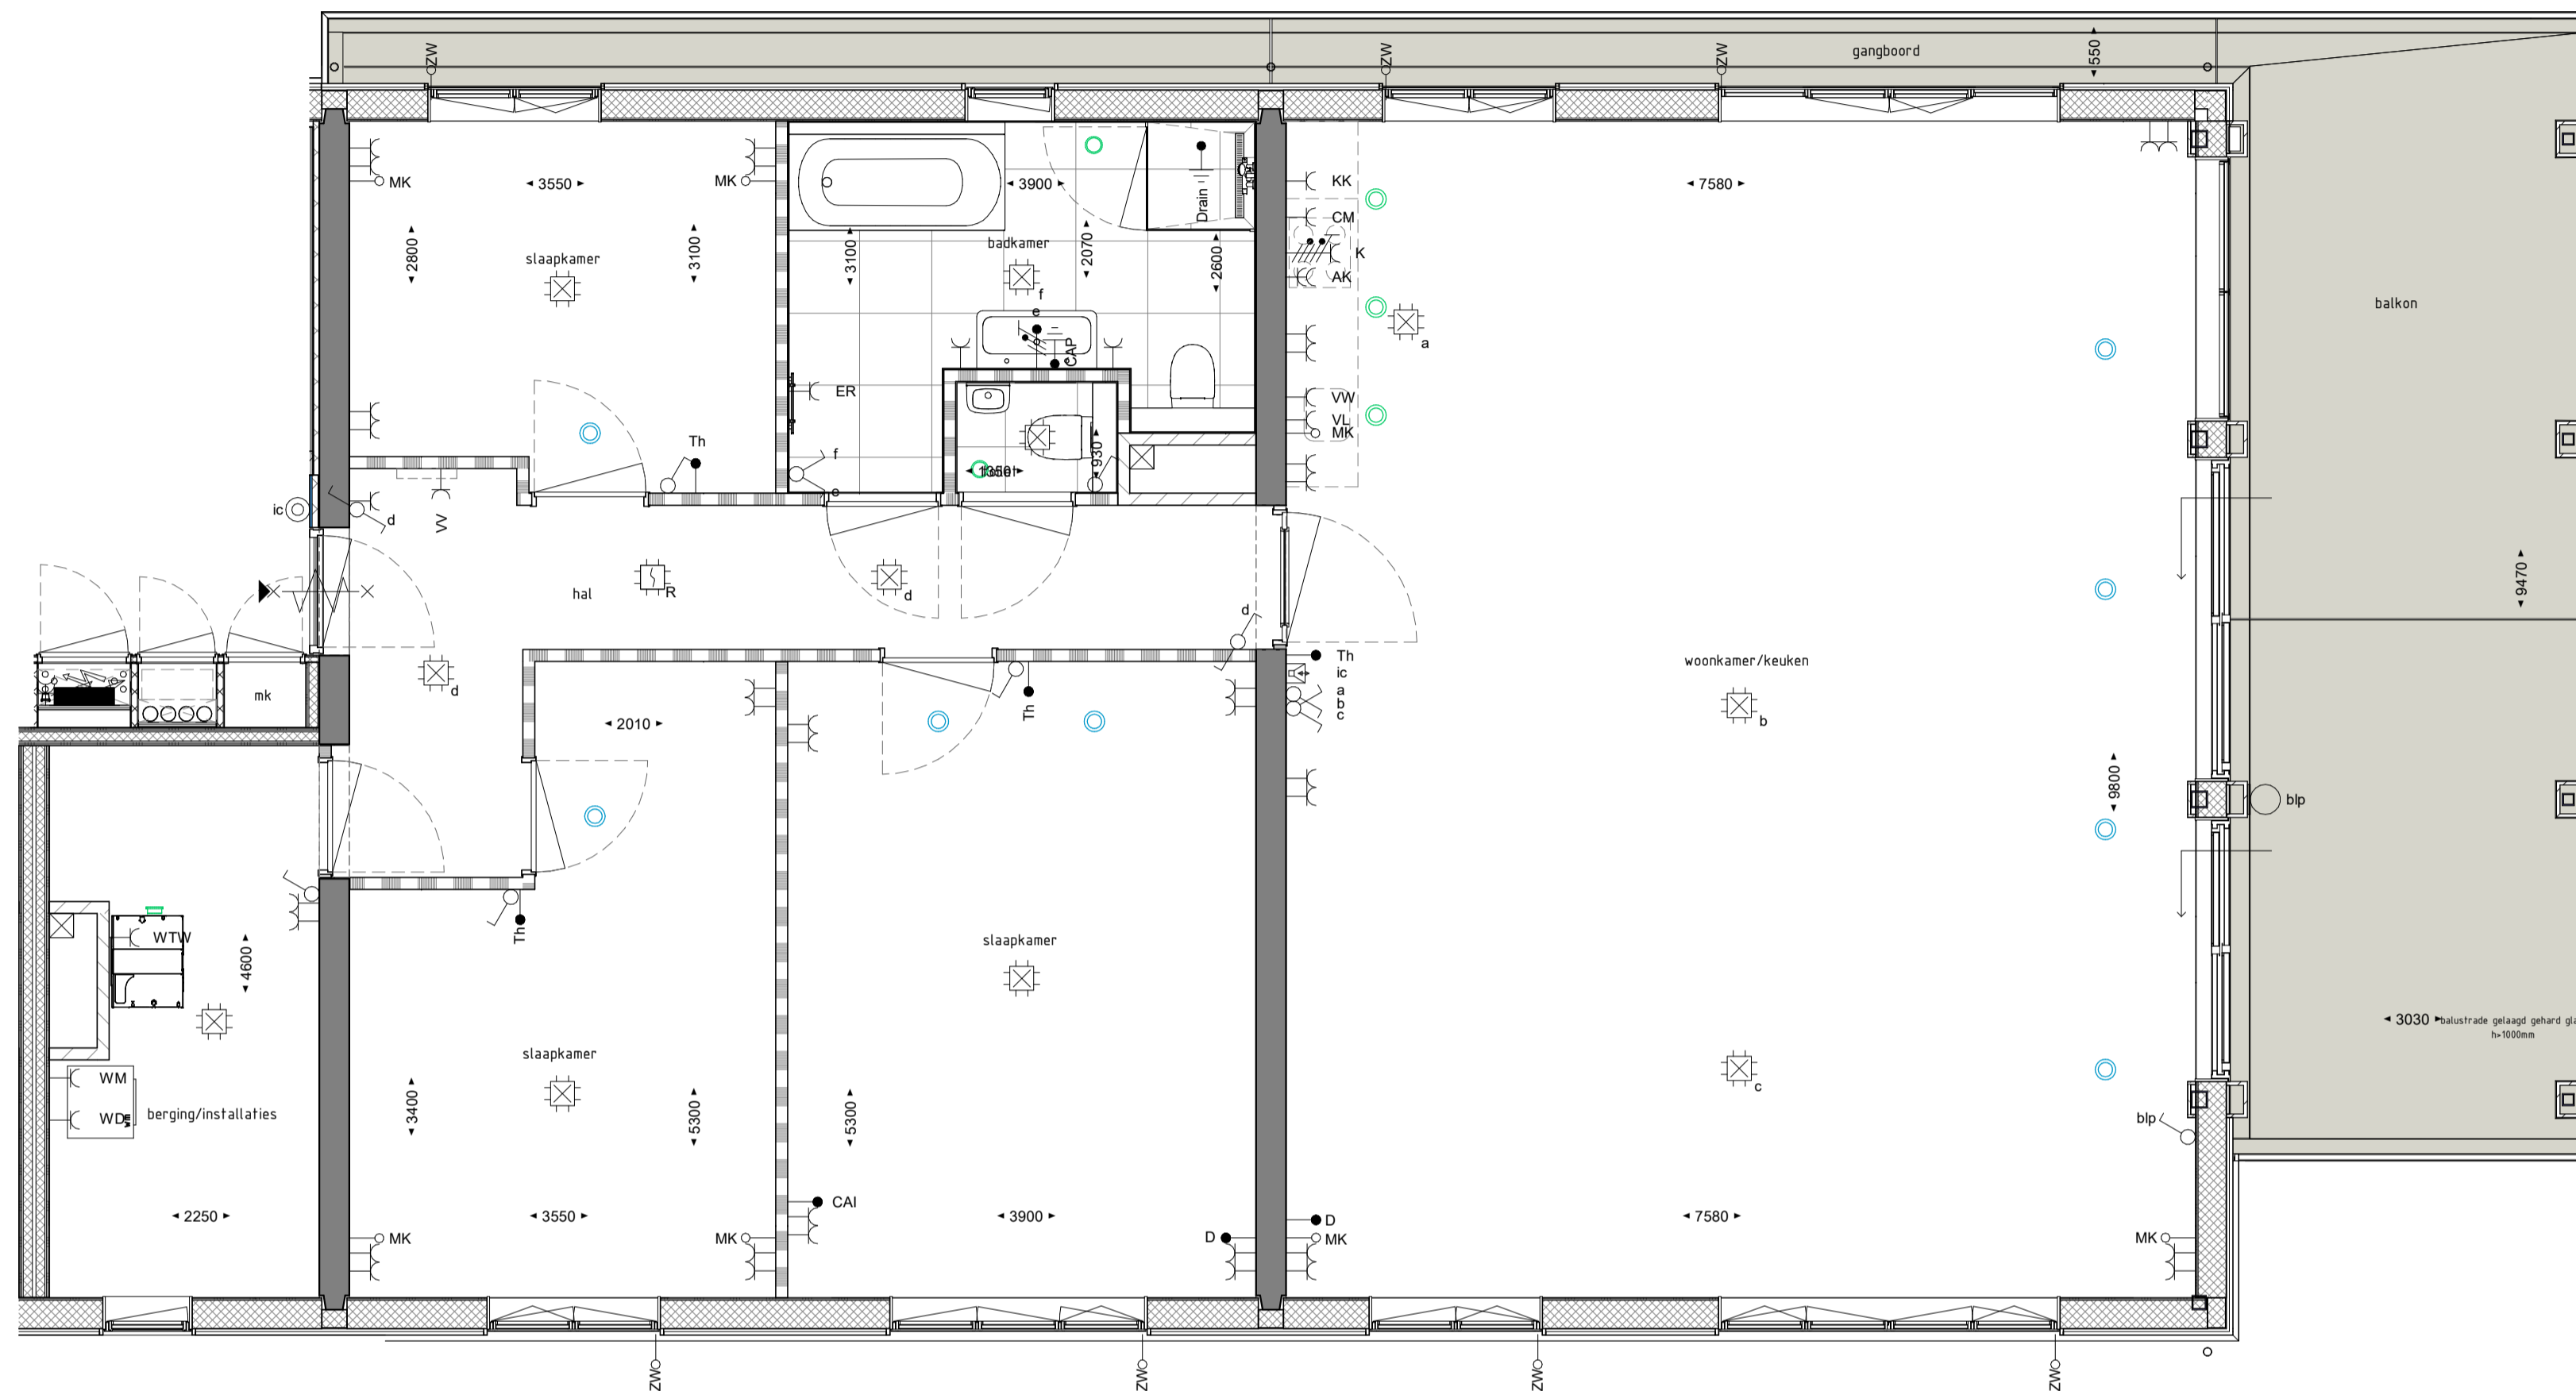 ZW
ZW
ZW
gangboord
550
MK
3550
MK
3900
Drain
7580
KK
CM
K
AK
2800
slaapkamer
3100
3100
badkamer
2070
2600
f
e
CAP
a
balkon
ER
VW
VL
MK
Th
f
e
1350
930
ic
d
VV
hal
R
d
d
9470
mk
d
Th
ic
a
b
c
woonkamer/keuken
b
2010
Th
9800
blp
Th
WTW
4600
slaapkamer
3030
balustrade gelaagd gehard gla
h>1000mm
slaapkamer
WM
WD
berging/installaties
3400
5300
5300
c
blp
CAI
2250
3550
3900
7580
MK
MK
D
D
MK
MK
ZW
ZW
ZW
ZW